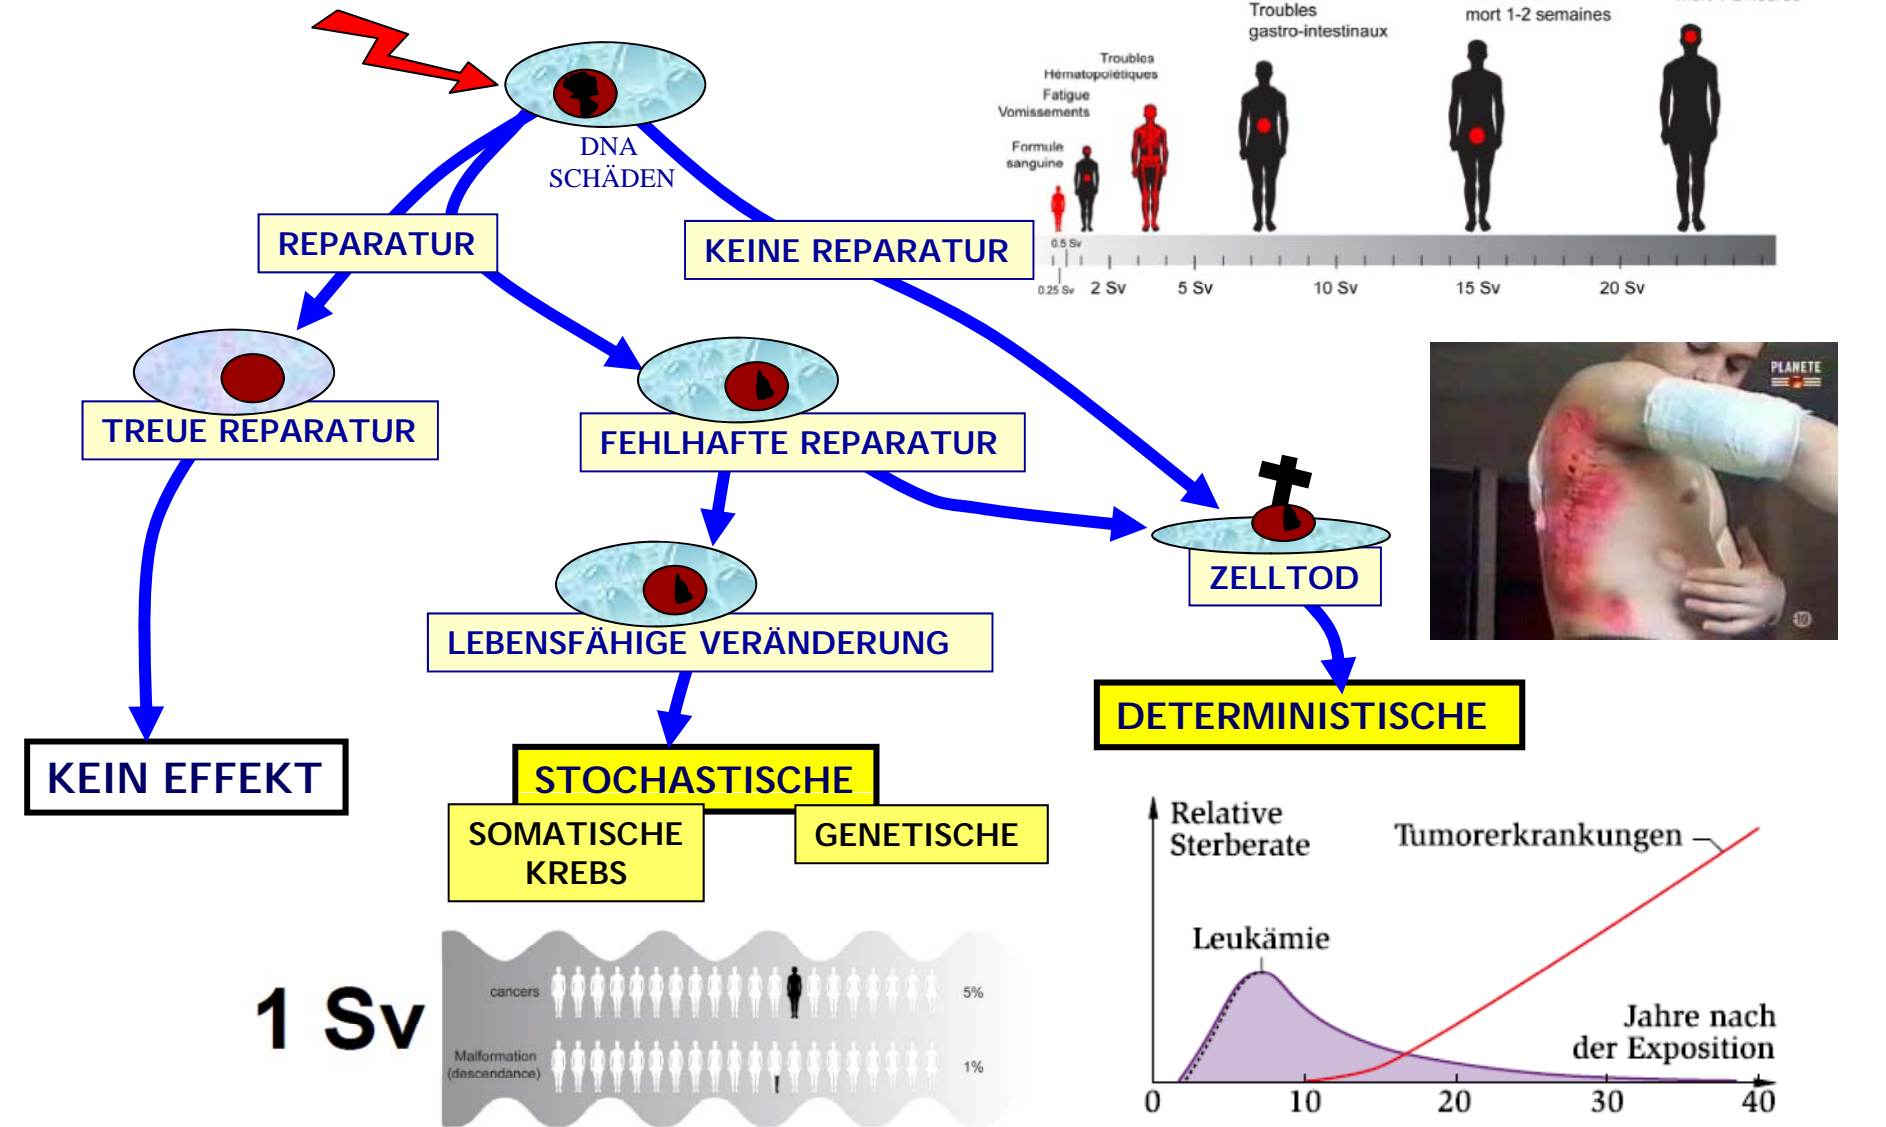 Troubles
gastro-intestinaux
mort 1-2 semaines
Troubles
Hématopoïétiques
Fatigue
Vomissements
Formule
sanguine
0.5 Sv
0.25 Sv
2 Sv
5 Sv
10 Sv
15 Sv
20 Sv
DNA
SCHÄDEN
REPARATUR
KEINE REPARATUR
TREUE REPARATUR
FEHLHAFTE REPARATUR
PLANETE
ZELLTOD
LEBENSFÄHIGE VERÄNDERUNG
DETERMINISTISCHE
KEIN EFFEKT
STOCHASTISCHE
SOMATISCHE
KREBS
GENETISCHE
1 Sv
cancers
5%
Malformation
(descendance)
1%
Relative
Sterberate
Tumorerkrankungen
Leukämie
Jahre nach
der Exposition
0
10
20
30
40